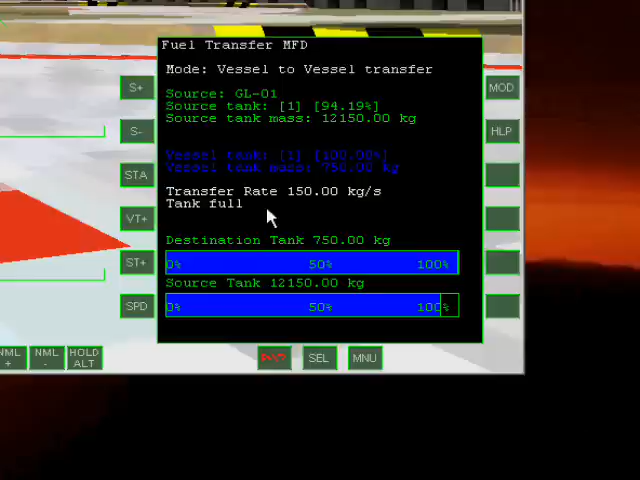 Fuel Transfer MFD
Mode: Vessel to Vessel transfer
S+
MOD
Source: GL-01
Source tank: [1] [94.19%]
Source tank mass: 12150.00 kg
S-
HLP
Vessel tank: [1] [100.00%]
Vessel tank mass: 750.00 kg
STA
Transfer Rate 150.00 kg/s
Tank full
VT+
Destination Tank 750.00 kg
ST+
0% 50% 100%
Source Tank 12150.00 kg
SPD
0% 50% 100%
NML +
NML -
HOLD ALT
PWR
SEL
MNU